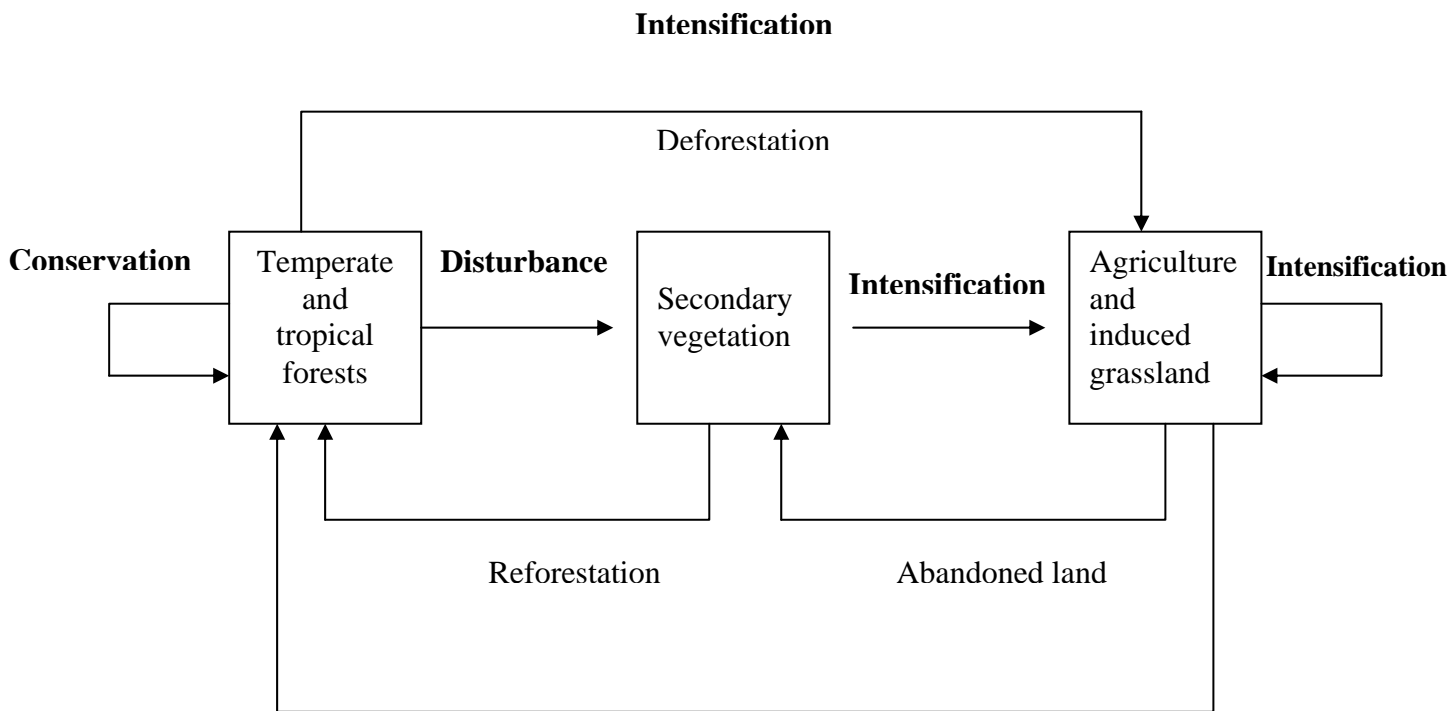 Intensification
Deforestation
Conservation
Temperate
and
tropical
forests
Disturbance
Secondary
vegetation
Intensification
Agriculture
and
induced
grassland
Intensification
Reforestation
Abandoned land